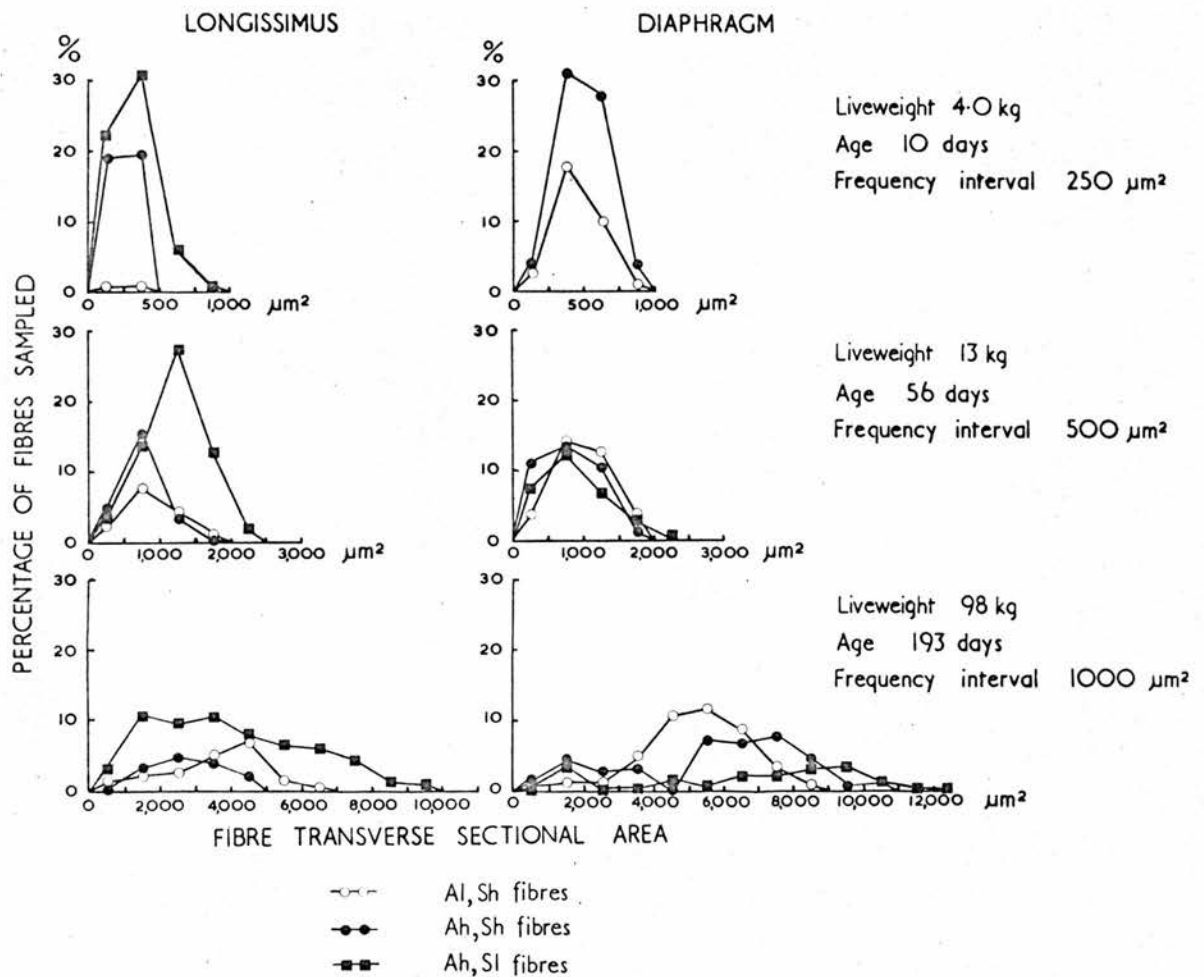 LONGISSIMUS
DIAPHRAGM
%
30
20
10
0
0 500 1,000 µm²
%
30
20
10
0
0 500 1,000 µm²
Liveweight 4·0 kg
Age 10 days
Frequency interval 250 µm²
PERCENTAGE OF FIBRES SAMPLED
30
20
10
0
1,000 2,000 3,000 µm²
30
20
10
0
1,000 2,000 3,000 µm²
Liveweight 13 kg
Age 56 days
Frequency interval 500 µm²
30
20
10
0
2,000 4,000 6,000 8,000 10,000
30
20
10
0
2,000 4,000 6,000 8,000 10,000 12,000 µm²
Liveweight 98 kg
Age 193 days
Frequency interval 1000 µm²
FIBRE TRANSVERSE SECTIONAL AREA
Al, Sh fibres
Ah, Sh fibres
Ah, Sl fibres